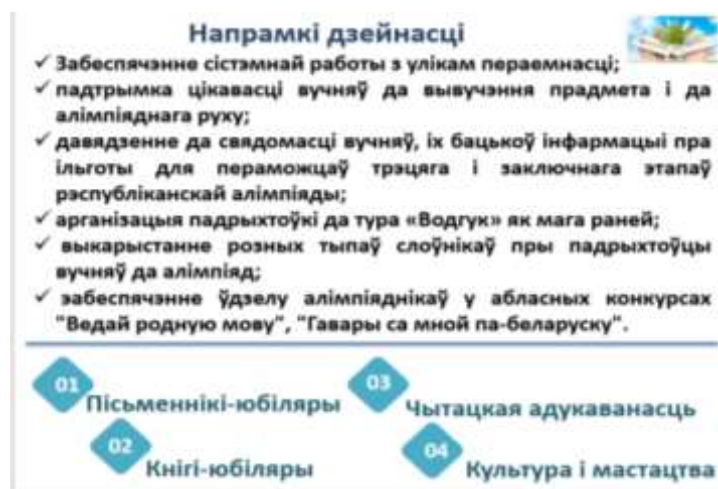 Напрамкі дзейнасці
✓ Забеспячэнне сістэмнай работы з улікам пераемнасці;
✓ падтрымка цікавасці вучняў да вывучэння прадмета і да
алімпіяднага руху;
✓ давядзенне да свядомасці вучняў, іх бацькоў інфармацыі пра
ільготы для пераможцаў трэцяга і заключнага этапаў
рэспубліканскай алімпіяды;
✓ арганізацыя падрыхтоўкі да тура «Водгук» як мага раней;
✓ выкарыстанне розных тыпаў слоўнікаў пры падрыхтоўцы
вучняў да алімпіяд;
✓ забеспячэнне ўдзелу алімпіяднікаў у абласных конкурсах
"Ведай родную мову", "Гавары са мной па-беларуску".
01
Пісьменнікі-юбіляры
02
Кнігі-юбіляры
03
Чытацкая адукаванасць
04
Культура і мастацтва